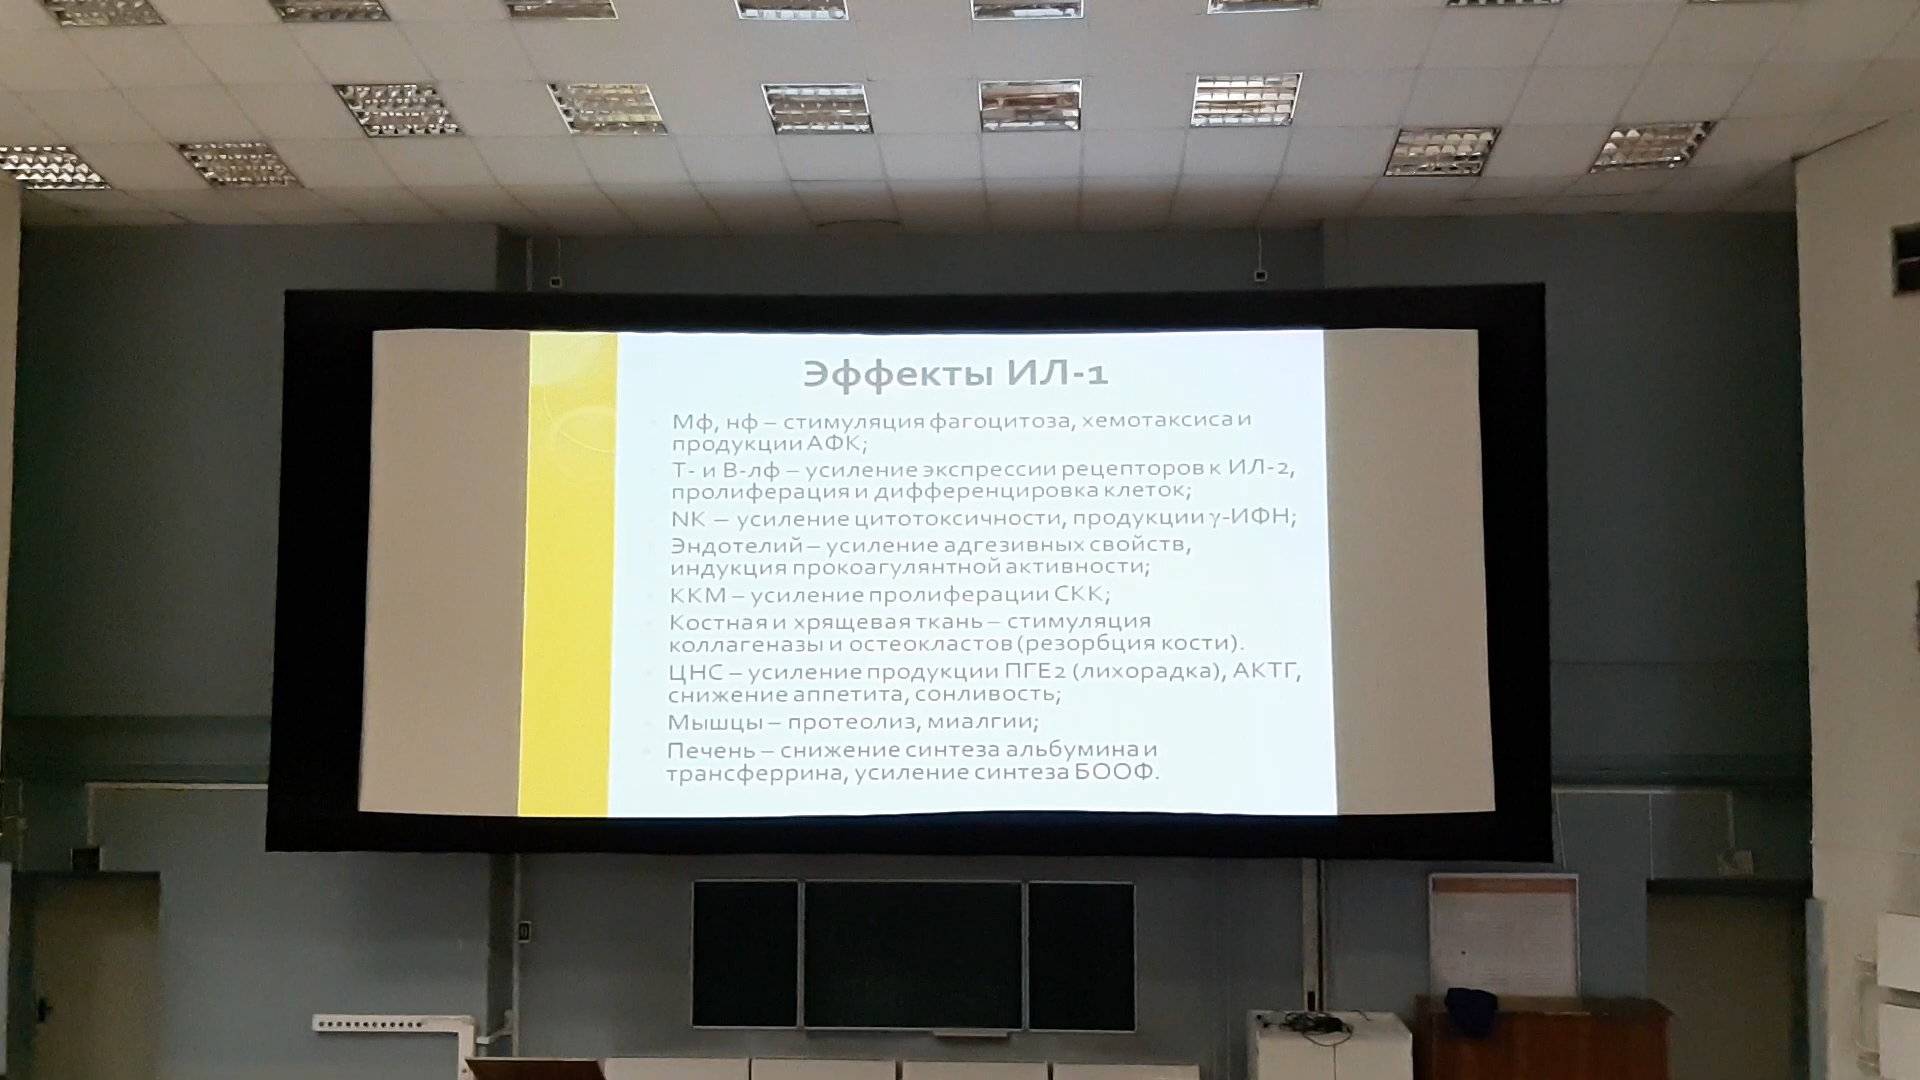 Эффекты ИЛ-1
Мф, нф – стимуляция фагоцитоза, хемотаксиса и
продукции АФК;
Т- и В-лф – усиление экспрессии рецепторов к ИЛ-2,
пролиферация и дифференцировка клеток;
NK – усиление цитотоксичности, продукции γ-ИФН;
Эндотелий – усиление адгезивных свойств,
индукция прокоагулянтной активности;
ККМ – усиление пролиферации СКК;
Костная и хрящевая ткань – стимуляция
коллагеназы и остеокластов (резорбция кости).
ЦНС – усиление продукции ПГЕ2 (лихорадка), АКТГ,
снижение аппетита, сонливость;
Мышцы – протеолиз, миалгии;
Печень – снижение синтеза альбумина и
трансферрина, усиление синтеза БООФ.